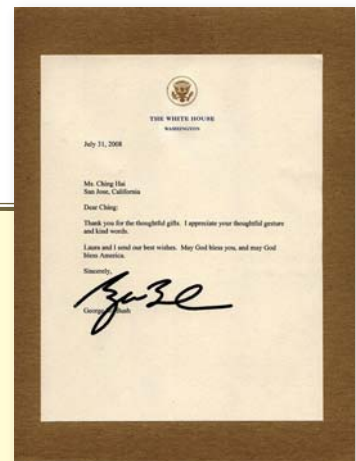 THE WHITE HOUSE
WASHINGTON
July 31, 2008
Mr. Ching Hai
San Jose, California
Dear Ching:
Thank you for the thoughtful gifts. I appreciate your thoughtful gesture
and kind words.
Laura and I send our best wishes. May God bless you, and may God
bless America.
Sincerely,
George W. Bush